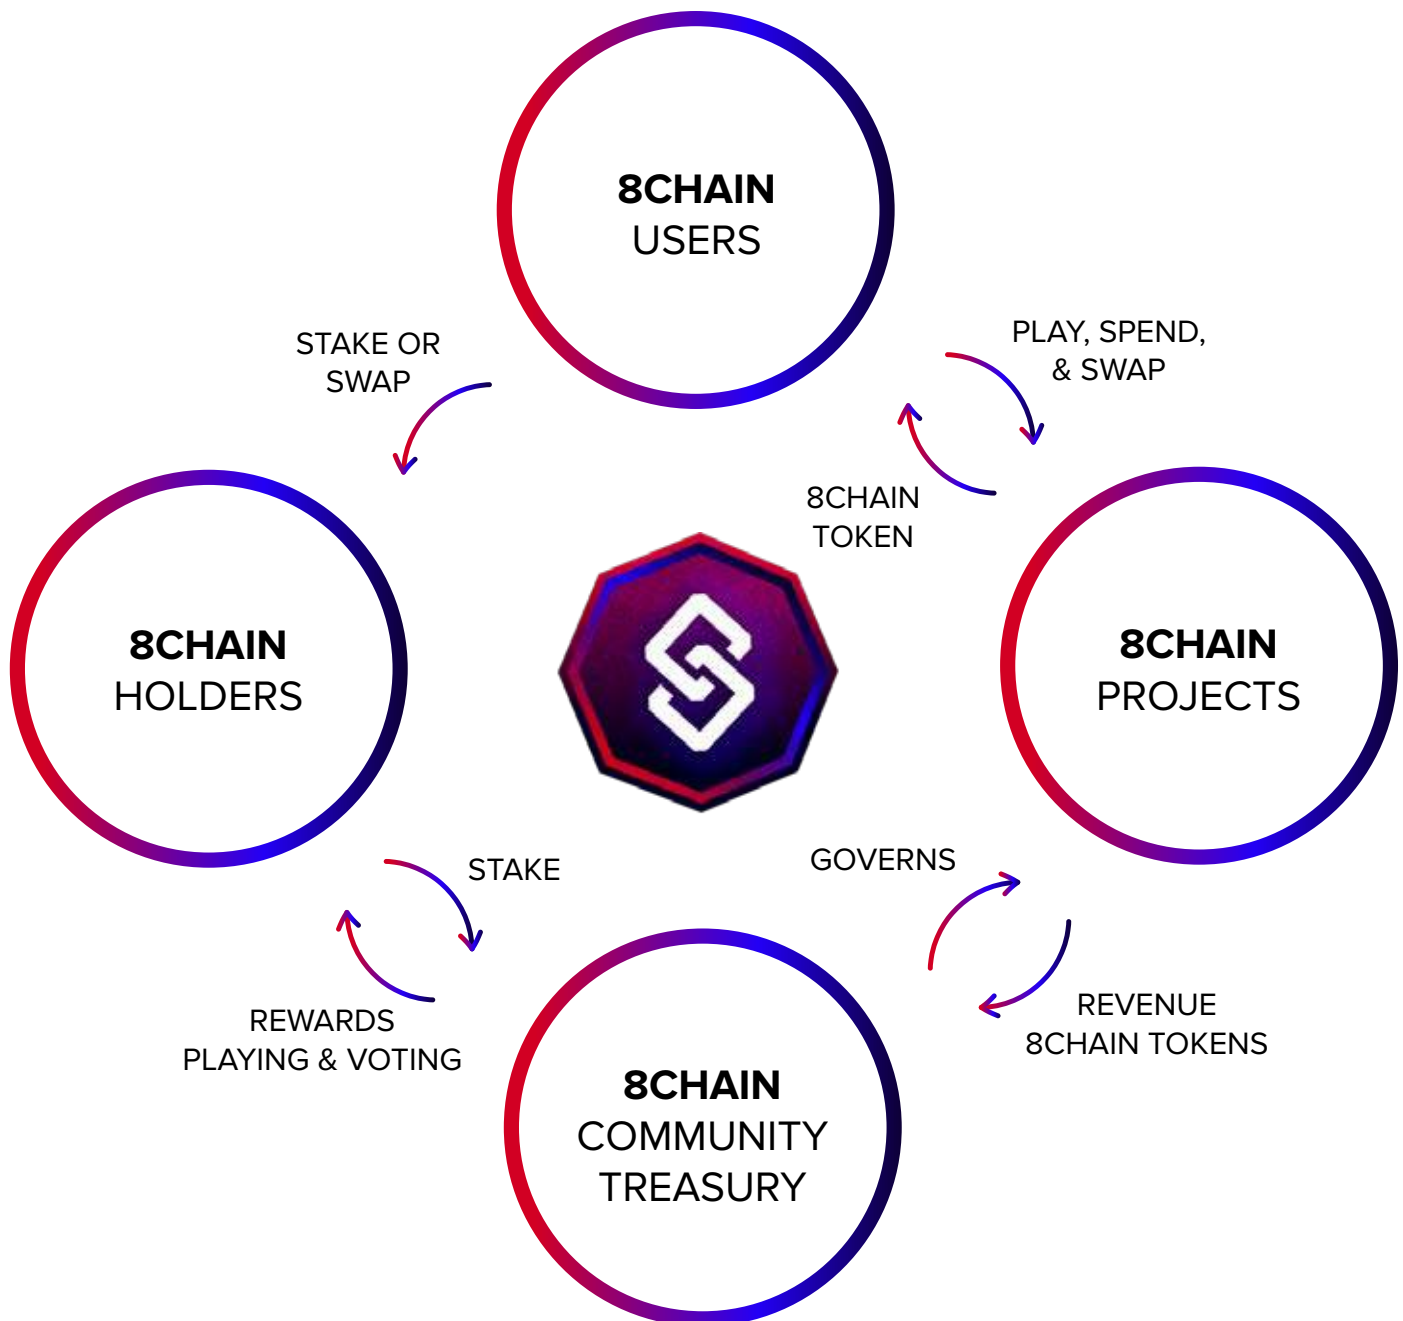 8CHAIN
USERS
STAKE OR
SWAP
PLAY, SPEND,
& SWAP
8CHAIN
TOKEN
8CHAIN
HOLDERS
8CHAIN
PROJECTS
STAKE
GOVERNS
REWARDS
PLAYING & VOTING
REVENUE
8CHAIN TOKENS
8CHAIN
COMMUNITY
TREASURY